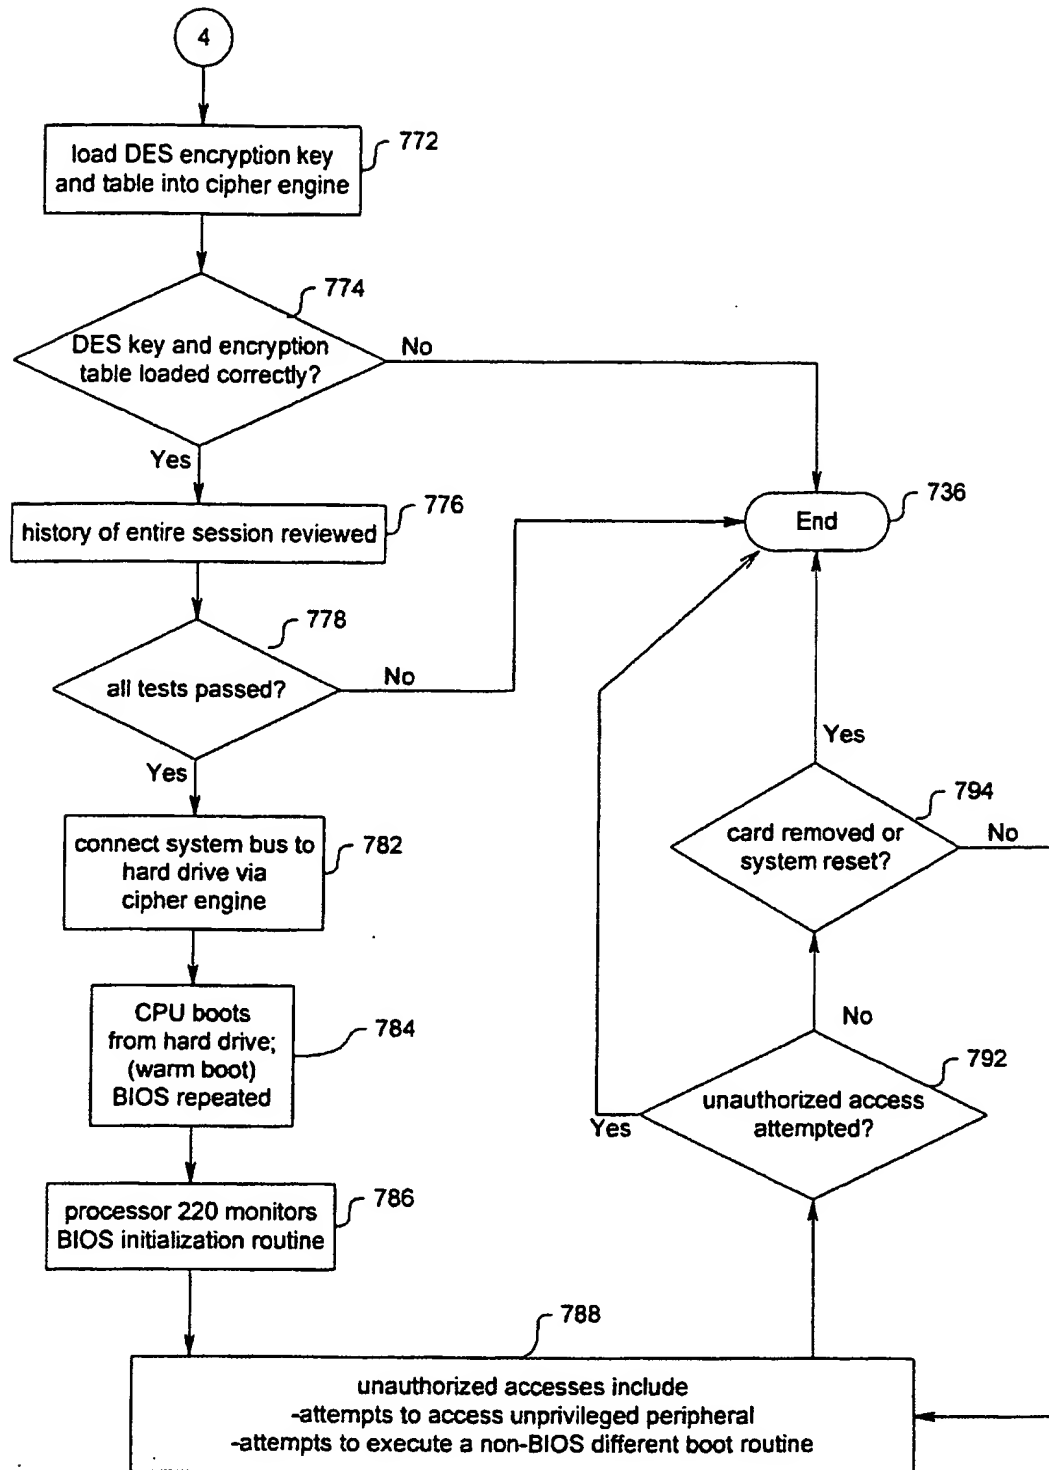 4
load DES encryption key
and table into cipher engine
772
DES key and encryption
table loaded correctly?
774
No
Yes
history of entire session reviewed
776
End
736
all tests passed?
778
No
Yes
connect system bus to
hard drive via
cipher engine
782
CPU boots
from hard drive;
(warm boot)
BIOS repeated
784
processor 220 monitors
BIOS initialization routine
786
unauthorized accesses include
-attempts to access unprivileged peripheral
-attempts to execute a non-BIOS different boot routine
788
unauthorized access
attempted?
792
Yes
No
card removed or
system reset?
794
Yes
No